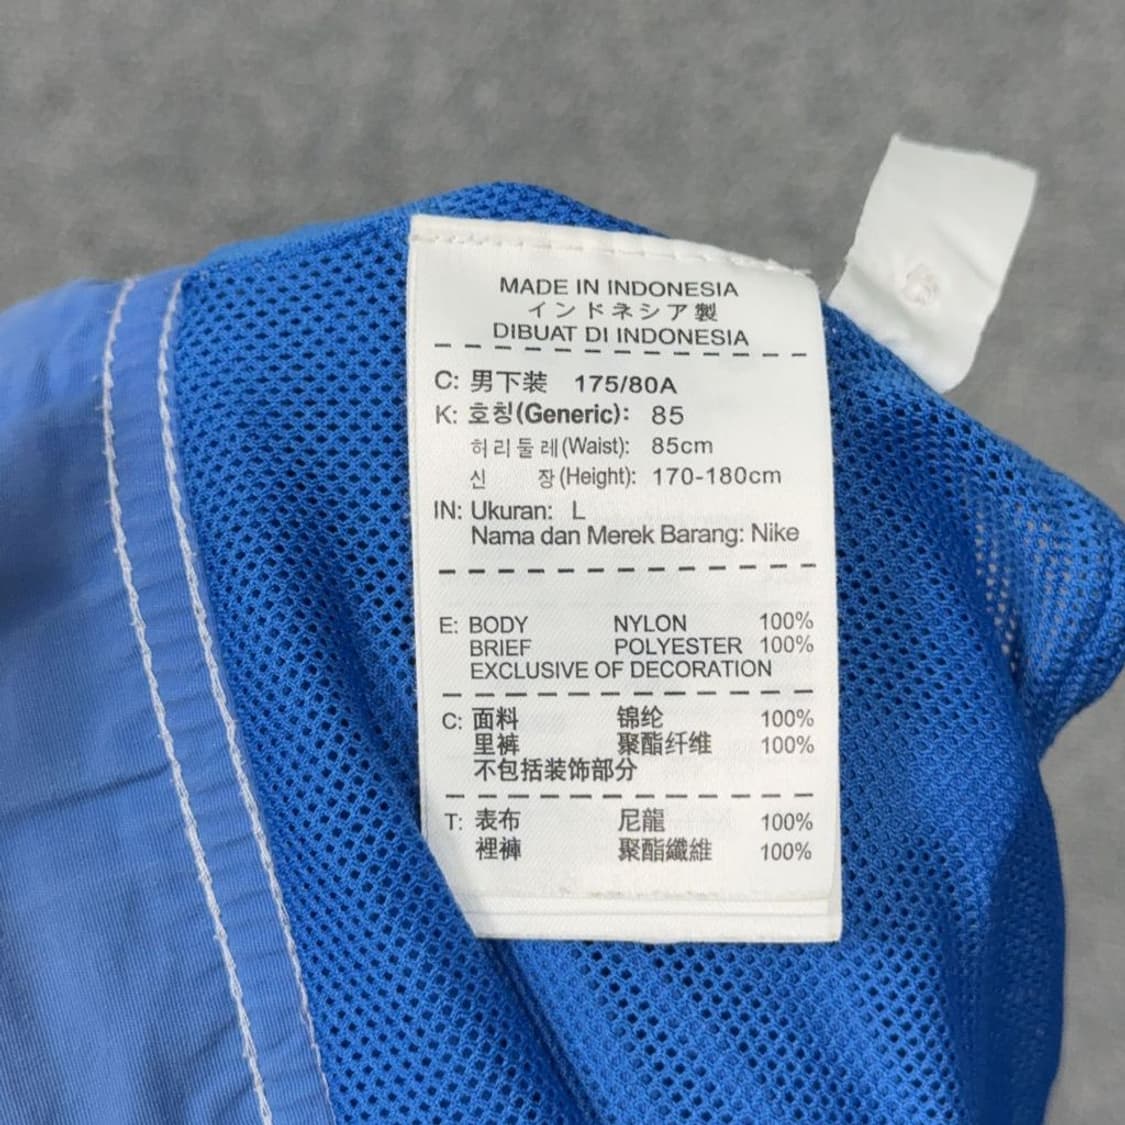 MADE IN INDONESIA
インドネシア製
DIBUAT DI INDONESIA
C: 男下装 175/80A
K: 호칭(Generic): 85
허리둘레(Waist): 85cm
신 장(Height): 170-180cm
IN: Ukuran: L
Nama dan Merek Barang: Nike
E: BODY NYLON 100%
BRIEF POLYESTER 100%
EXCLUSIVE OF DECORATION
C: 面料 锦纶 100%
里裤 聚酯纤维 100%
不包括装饰部分
T: 表布 尼龍 100%
裡褲 聚酯纖維 100%